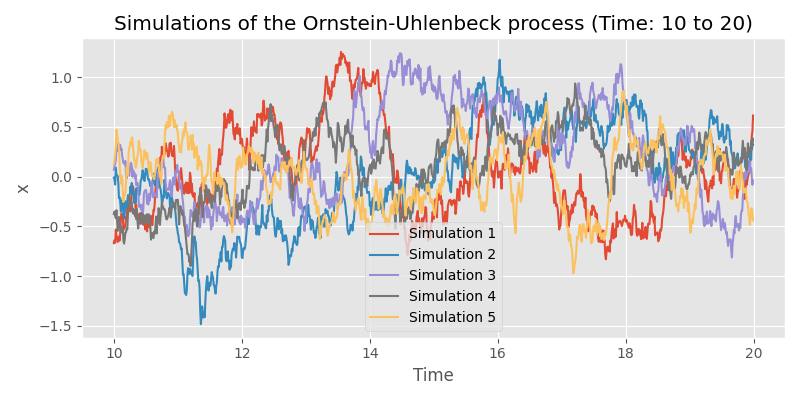 Simulations of the Ornstein-Uhlenbeck process (Time: 10 to 20)
1.0
0.5
0.0
−0.5
−1.0
−1.5
x
Simulation 1
Simulation 2
Simulation 3
Simulation 4
Simulation 5
10 12 14 16 18 20
Time